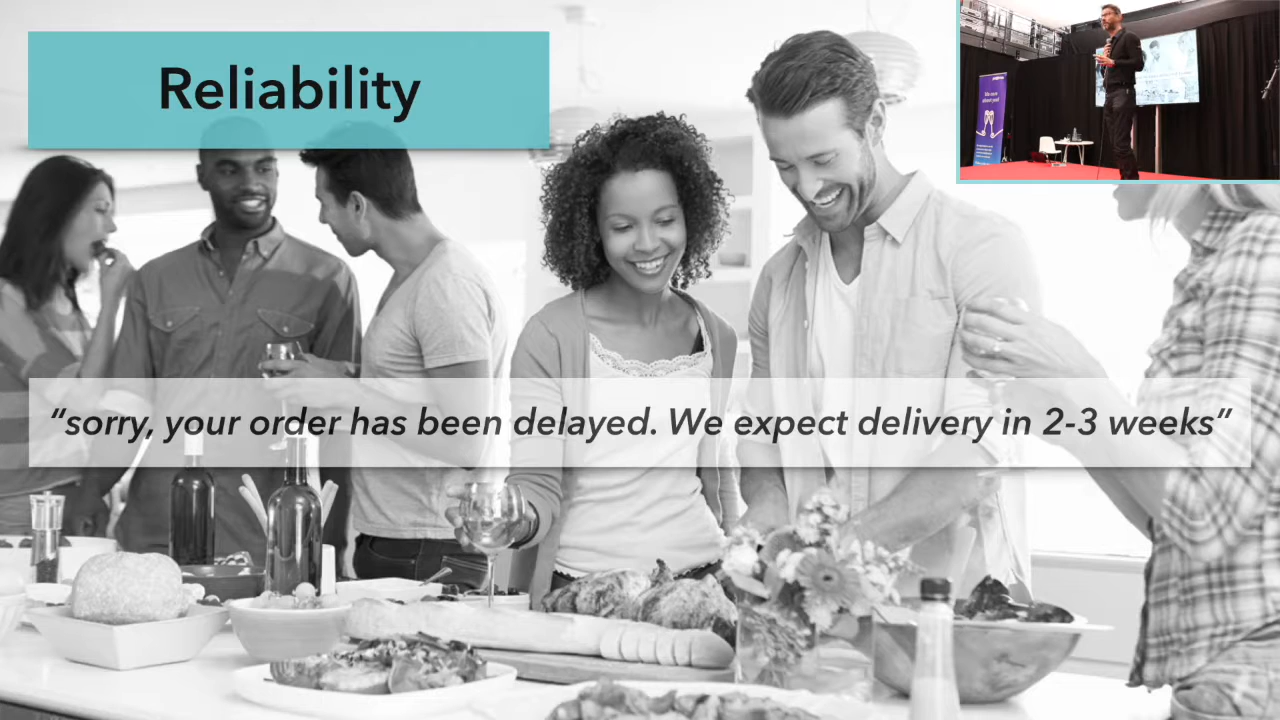 Reliability
“sorry, your order has been delayed. We expect delivery in 2-3 weeks”